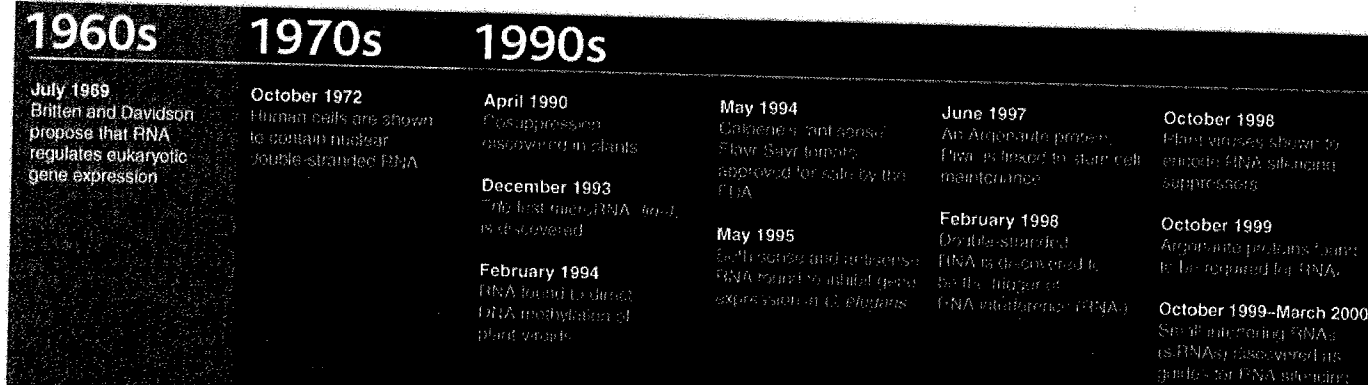 1960s
July 1969
Britten and Davidson
propose that RNA
regulates eukaryotic
gene expression
1970s
October 1972
Human cells are shown
to contain nuclear
double-stranded RNA
1990s
April 1990
Cosuppression
discovered in plants
December 1993
The first microRNA, lin-4,
is discovered
February 1994
RNA found to direct
DNA methylation of
plant viroids
May 1994
Calgene's 'antisense'
Flavr Savr tomato
approved for sale by the
FDA
May 1995
Both sense and antisense
RNA found to inhibit gene
expression in C. elegans
June 1997
An Argonaute protein,
Piwi, is linked to stem cell
maintenance
February 1998
Double-stranded
RNA is discovered to
be the trigger of
RNA interference (RNAi)
October 1998
Plant viruses shown to
encode RNA silencing
suppressors
October 1999
Argonaute proteins found
to be required for RNAi
October 1999–March 2000
Small interfering RNAs
(siRNAs) discovered as
guides for RNA silencing